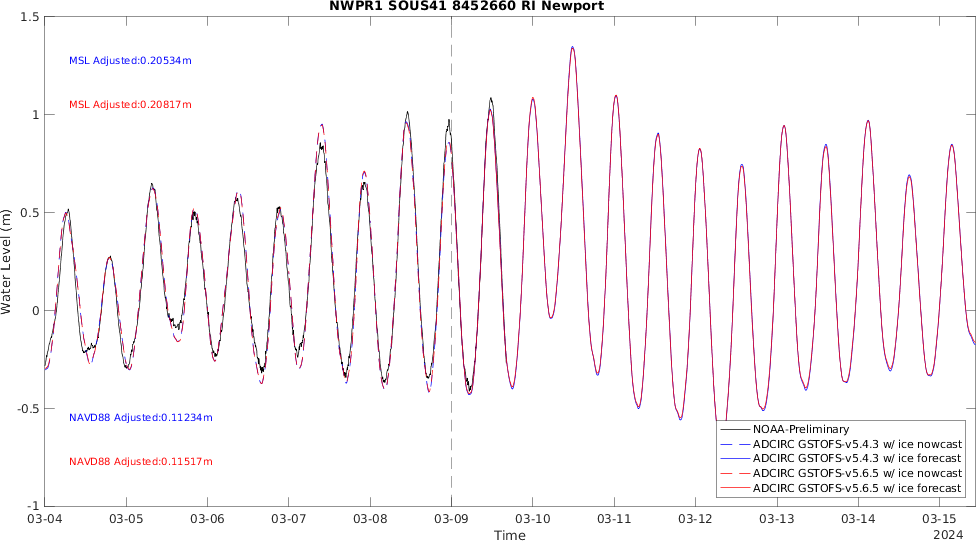 NWPR1 SOUS41 8452660 RI Newport
1.5
1
0.5
0
-0.5
-1
Water Level (m)
MSL Adjusted:0.20534m
MSL Adjusted:0.20817m
NAVD88 Adjusted:0.11234m
NAVD88 Adjusted:0.11517m
NOAA-Preliminary
ADCIRC GSTOFS-v5.4.3 w/ ice nowcast
ADCIRC GSTOFS-v5.4.3 w/ ice forecast
ADCIRC GSTOFS-v5.6.5 w/ ice nowcast
ADCIRC GSTOFS-v5.6.5 w/ ice forecast
03-04 03-05 03-06 03-07 03-08 03-09 03-10 03-11 03-12 03-13 03-14 03-15
Time
2024